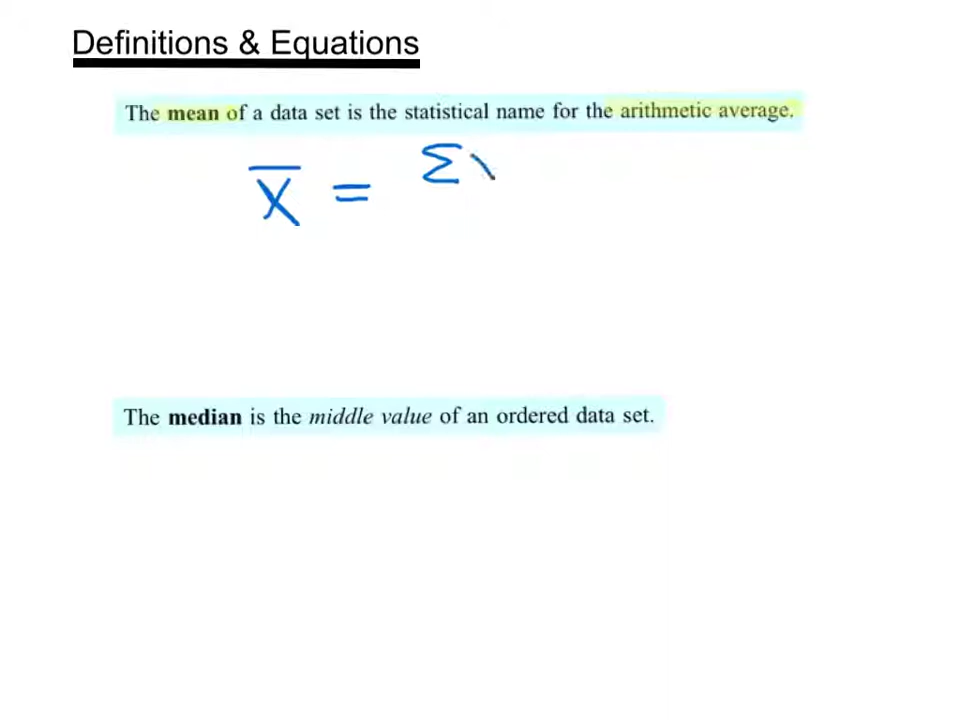 Definitions & Equations
The mean of a data set is the statistical name for the arithmetic average.
X̅ = Σ
The median is the middle value of an ordered data set.